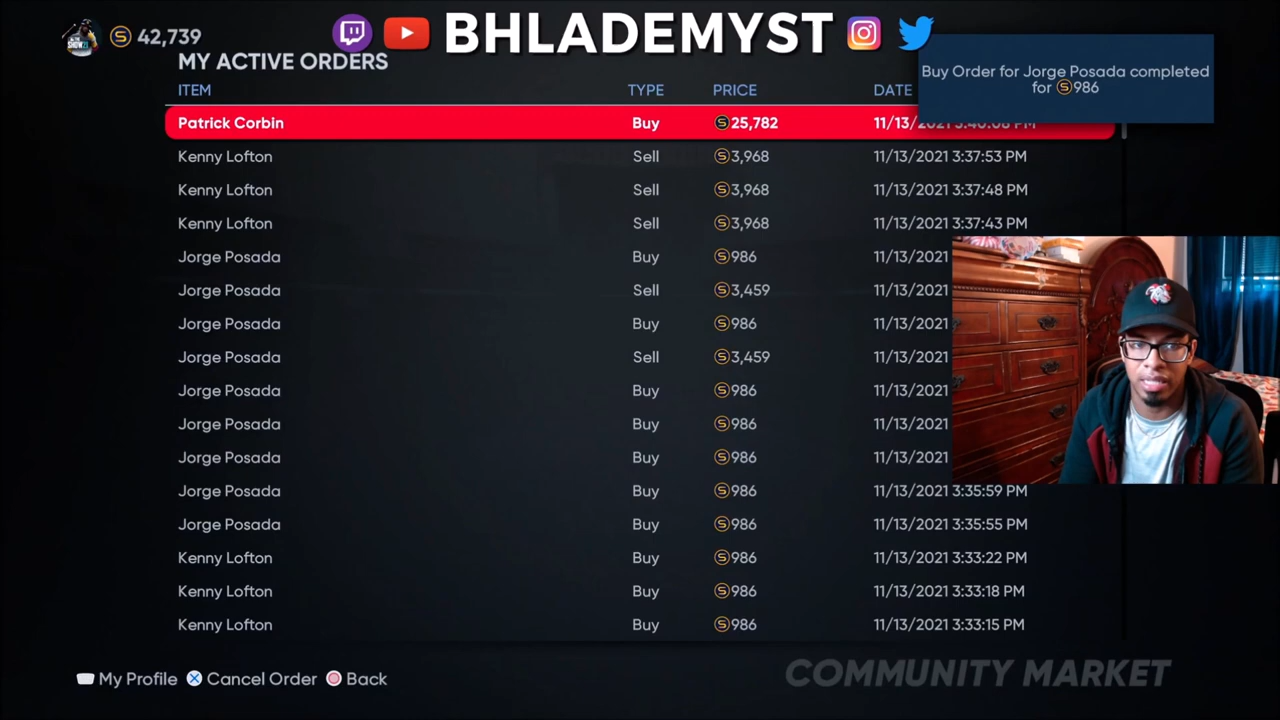 42,739
BHLADEMYST
MY ACTIVE ORDERS
Buy Order for Jorge Posada completed
for 986
ITEM TYPE PRICE DATE
Patrick Corbin Buy 25,782 11/13/2021 3:40:08 PM
Kenny Lofton Sell 3,968 11/13/2021 3:37:53 PM
Kenny Lofton Sell 3,968 11/13/2021 3:37:48 PM
Kenny Lofton Sell 3,968 11/13/2021 3:37:43 PM
Jorge Posada Buy 986 11/13/2021
Jorge Posada Sell 3,459 11/13/2021
Jorge Posada Buy 986 11/13/2021
Jorge Posada Sell 3,459 11/13/2021
Jorge Posada Buy 986 11/13/2021
Jorge Posada Buy 986 11/13/2021
Jorge Posada Buy 986 11/13/2021
Jorge Posada Buy 986 11/13/2021 3:35:59 PM
Jorge Posada Buy 986 11/13/2021 3:35:55 PM
Kenny Lofton Buy 986 11/13/2021 3:33:22 PM
Kenny Lofton Buy 986 11/13/2021 3:33:18 PM
Kenny Lofton Buy 986 11/13/2021 3:33:15 PM
My Profile Cancel Order Back
COMMUNITY MARKET